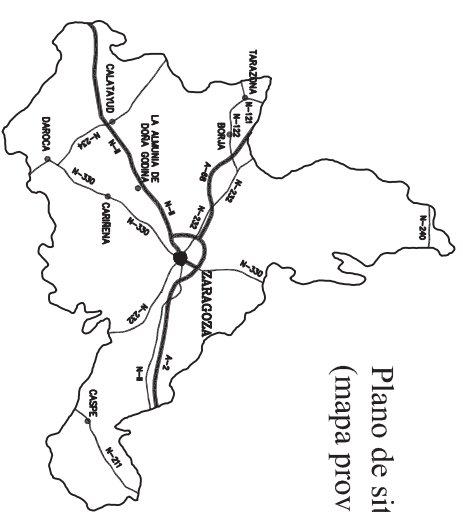 Plano de sit
(mapa prov
N-240
TARAZONA
N-121
N-122
BORJA
A-68
N-232
N-232
N-330
ZARAGOZA
CALATAYUD
N-II
LA ALMUNIA DE
DOÑA GODINA
N-II
N-234
DAROCA
N-330
CARIÑENA
N-330
N-232
A-2
N-II
CASPE
N-211